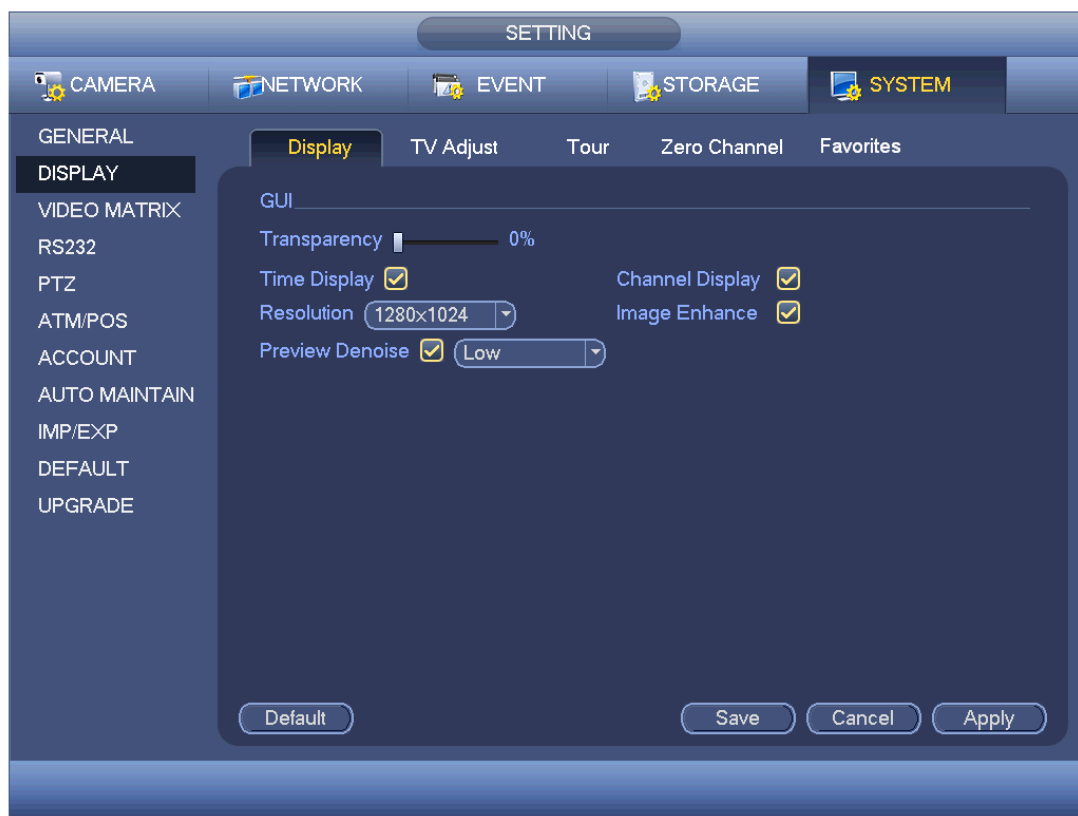 SETTING
CAMERA NETWORK EVENT STORAGE SYSTEM
GENERAL
DISPLAY
VIDEO MATRIX
RS232
PTZ
ATM/POS
ACCOUNT
AUTO MAINTAIN
IMP/EXP
DEFAULT
UPGRADE
Display TV Adjust Tour Zero Channel Favorites
GUI
Transparency 0%
Time Display Channel Display
Resolution 1280×1024 Image Enhance
Preview Denoise Low
Default Save Cancel Apply